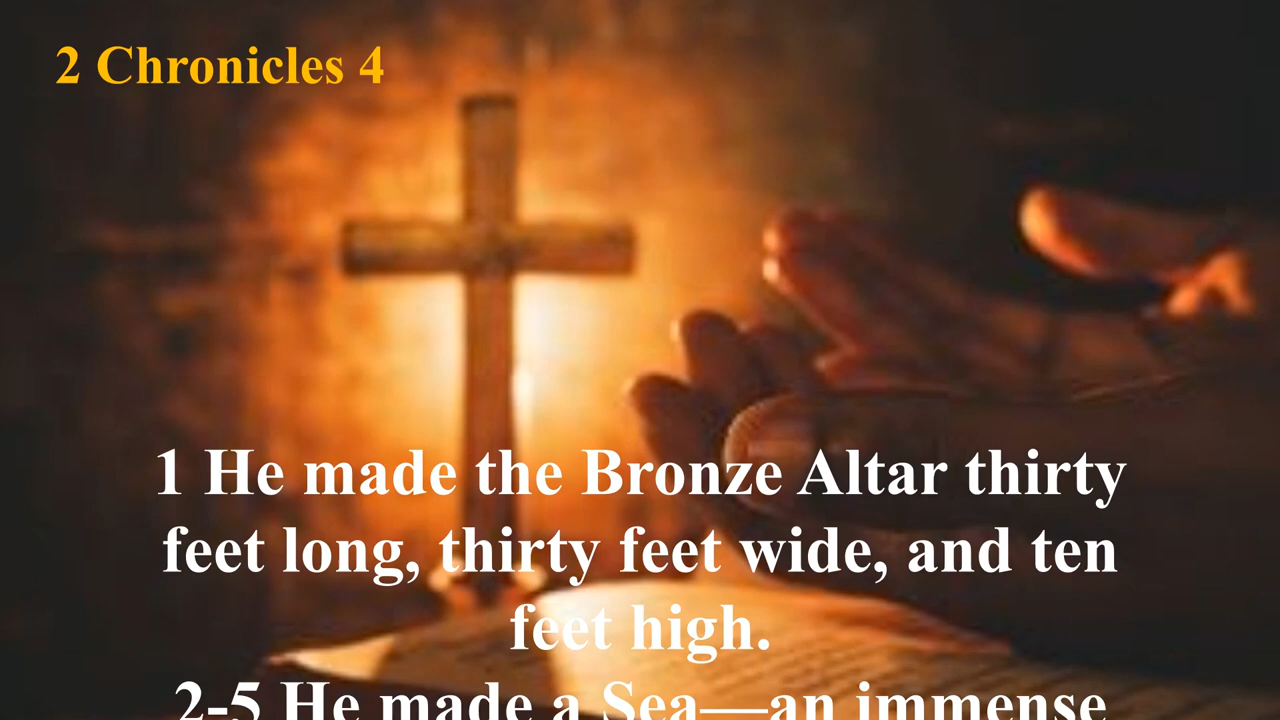 2 Chronicles 4
1 He made the Bronze Altar thirty
feet long, thirty feet wide, and ten
feet high.
2-5 He made a Sea—an immense